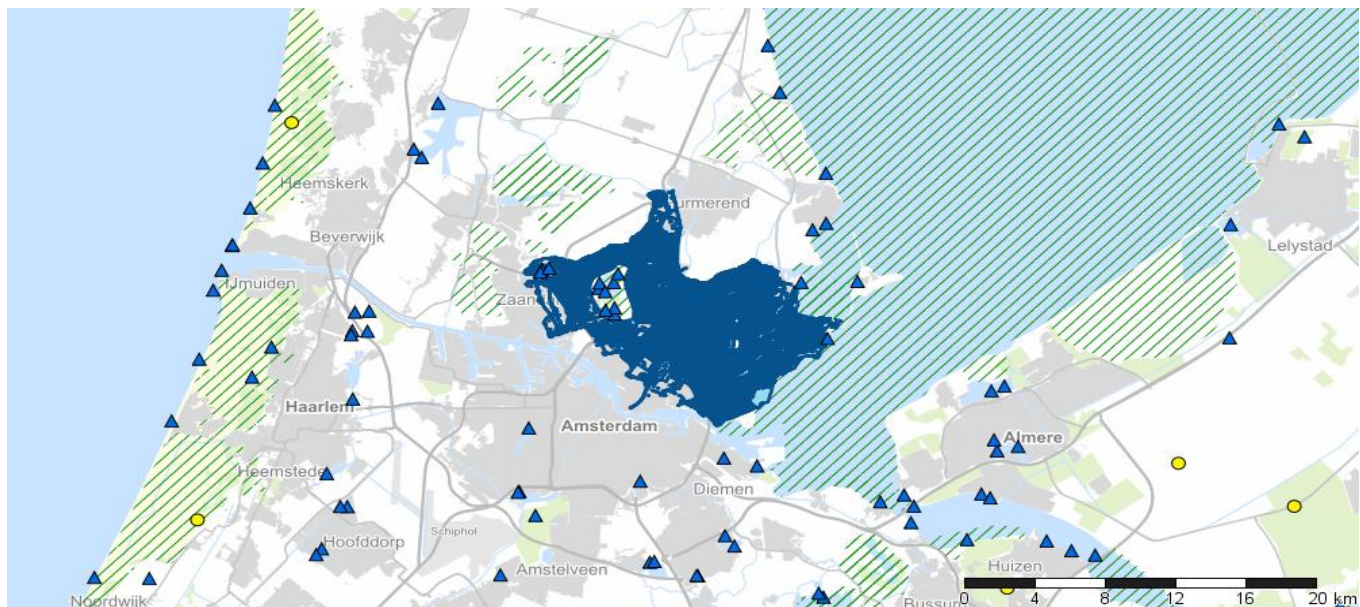 Heemskerk
urmerend
Beverwijk
Lelystad
IJmuiden
Zaan
Haarlem
Amsterdam
Almere
Heemstede
Diemen
Schiphol
Hoofddorp
Amstelveen
Huizen
Bussum
Noordwijk
0 4 8 12 16 20 km